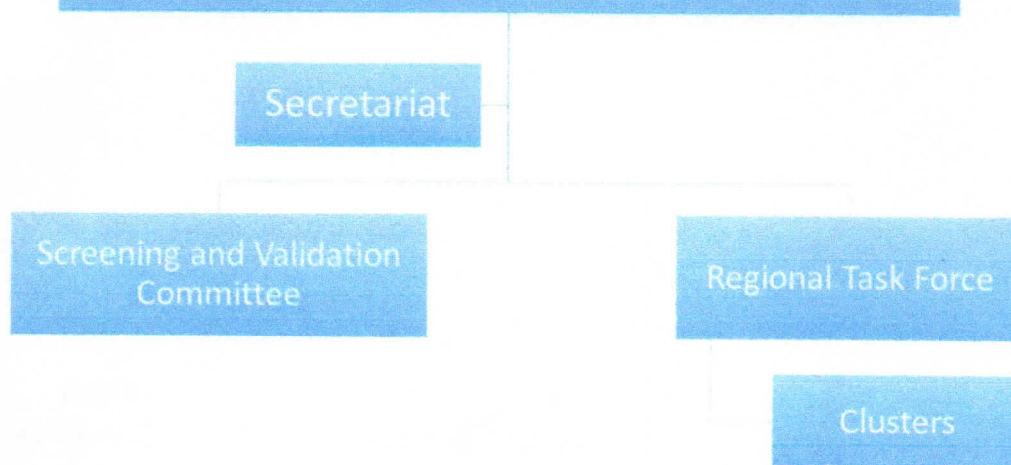 Secretariat
Screening and Validation
Committee
Regional Task Force
Clusters